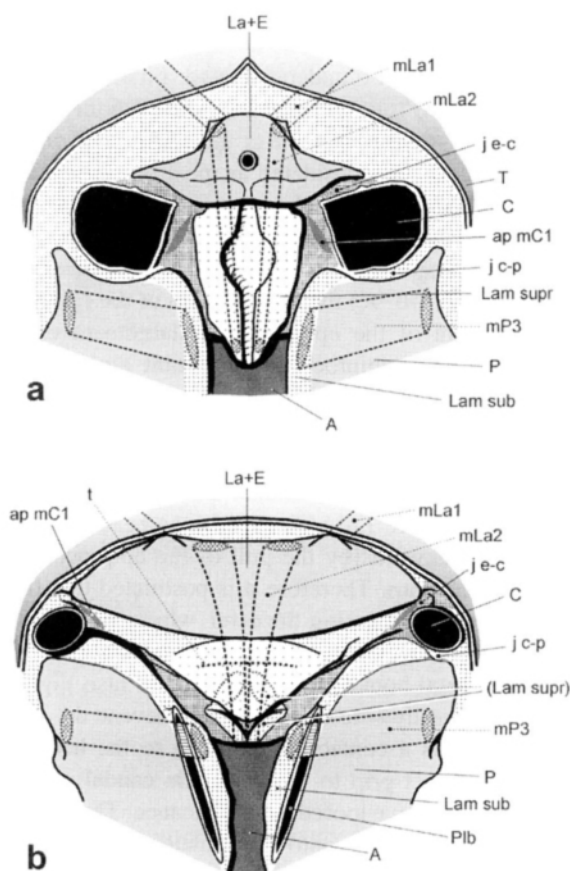 La+E
mLa1
mLa2
j e-c
T
C
ap mC1
j c-p
Lam supr
mP3
P
Lam sub
A
a
La+E
t
ap mC1
mLa1
mLa2
j e-c
C
j c-p
(Lam supr)
mP3
P
Lam sub
Plb
A
b